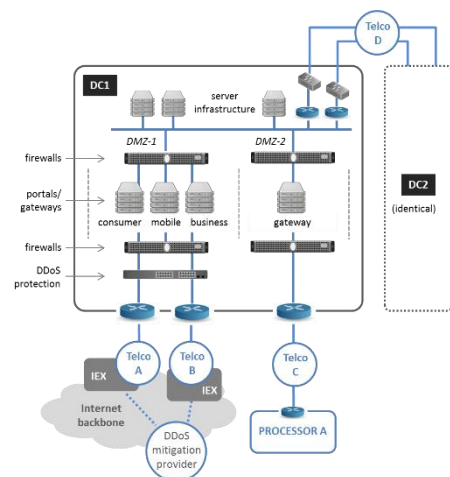 Telco
D
DC1
server
infrastructure
DMZ-1
DMZ-2
firewalls
DC2
(identical)
portals/
gateways
consumer
mobile
business
gateway
firewalls
DDoS
protection
Telco
A
Telco
B
Telco
C
IEX
IEX
Internet
backbone
DDoS
mitigation
provider
PROCESSOR A